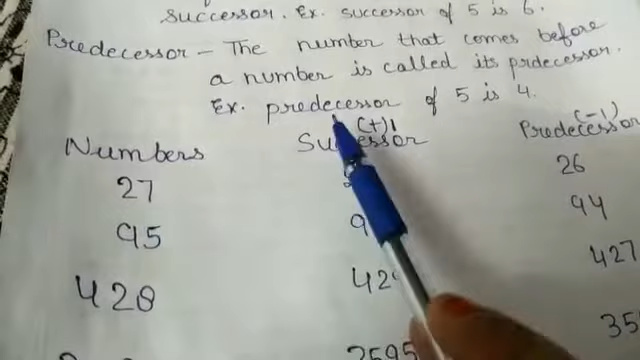 successor. Ex. successor of 5 is 6.
Predecessor - The number that comes before
a number is called its prdecessor.
Ex. predecessor of 5 is 4.
(+)1 (-1)
Numbers Successor Predecessor
27 26
95 94
428 427